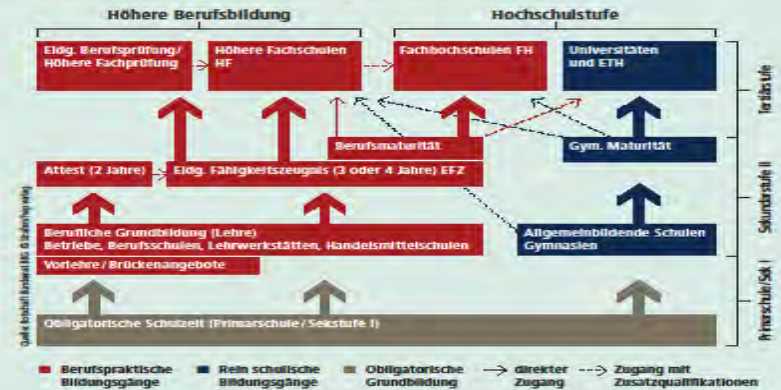 Höhere Berufsbildung
Hochschulstufe
Eidg. Berufsprüfung/
Höhere Fachprüfung
Höhere Fachschulen
HF
Fachhochschulen FH
Universitäten
und ETH
Tertiärstufe
Berufsmaturität
Gym. Maturität
Attest (2 Jahre)
Eidg. Fähigkeitszeugnis (3 oder 4 Jahre) EFZ
Sekundarstufe II
Berufliche Grundbildung (Lehre)
Betriebe, Berufsschulen, Lehrwerkstätten, Handelsmittelschulen
Allgemeinbildende Schulen
Gymnasien
Vorlehre/Brückenangebote
Primarschule/Sek I
Obligatorische Schulzeit (Primarschule/Sekstufe I)
Berufspraktische
Bildungsgänge
Rein schulische
Bildungsgänge
Obligatorische
Grundbildung
direkter
Zugang
Zugang mit
Zusatzqualifikationen